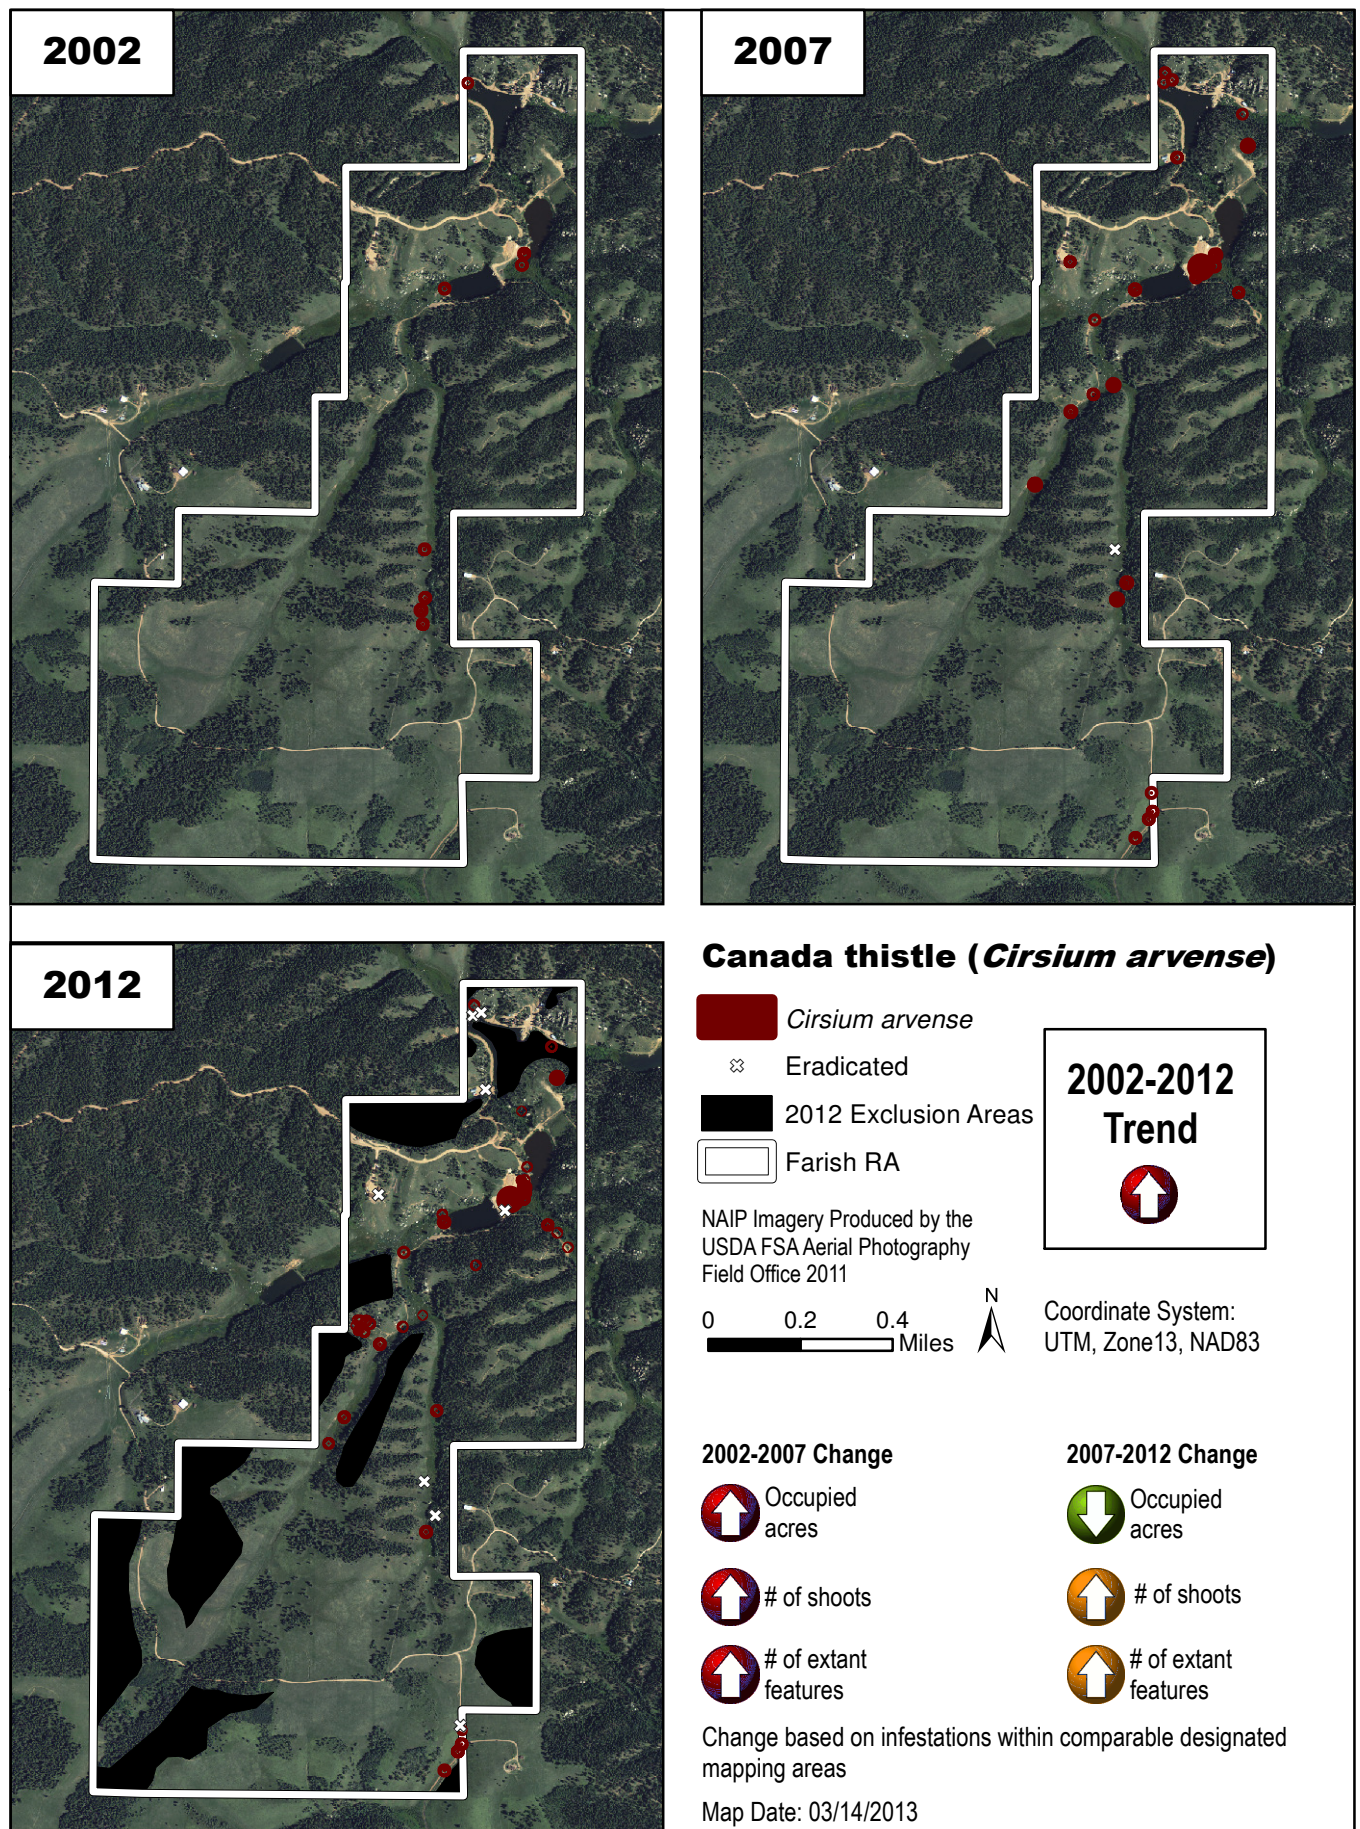 2002
2007
2012
Canada thistle (Cirsium arvense)
Cirsium arvense
Eradicated
2012 Exclusion Areas
Farish RA
2002-2012
Trend
NAIP Imagery Produced by the
USDA FSA Aerial Photography
Field Office 2011
0 0.2 0.4
Miles
N
Coordinate System:
UTM, Zone13, NAD83
2002-2007 Change
Occupied
acres
# of shoots
# of extant
features
2007-2012 Change
Occupied
acres
# of shoots
# of extant
features
Change based on infestations within comparable designated
mapping areas
Map Date: 03/14/2013